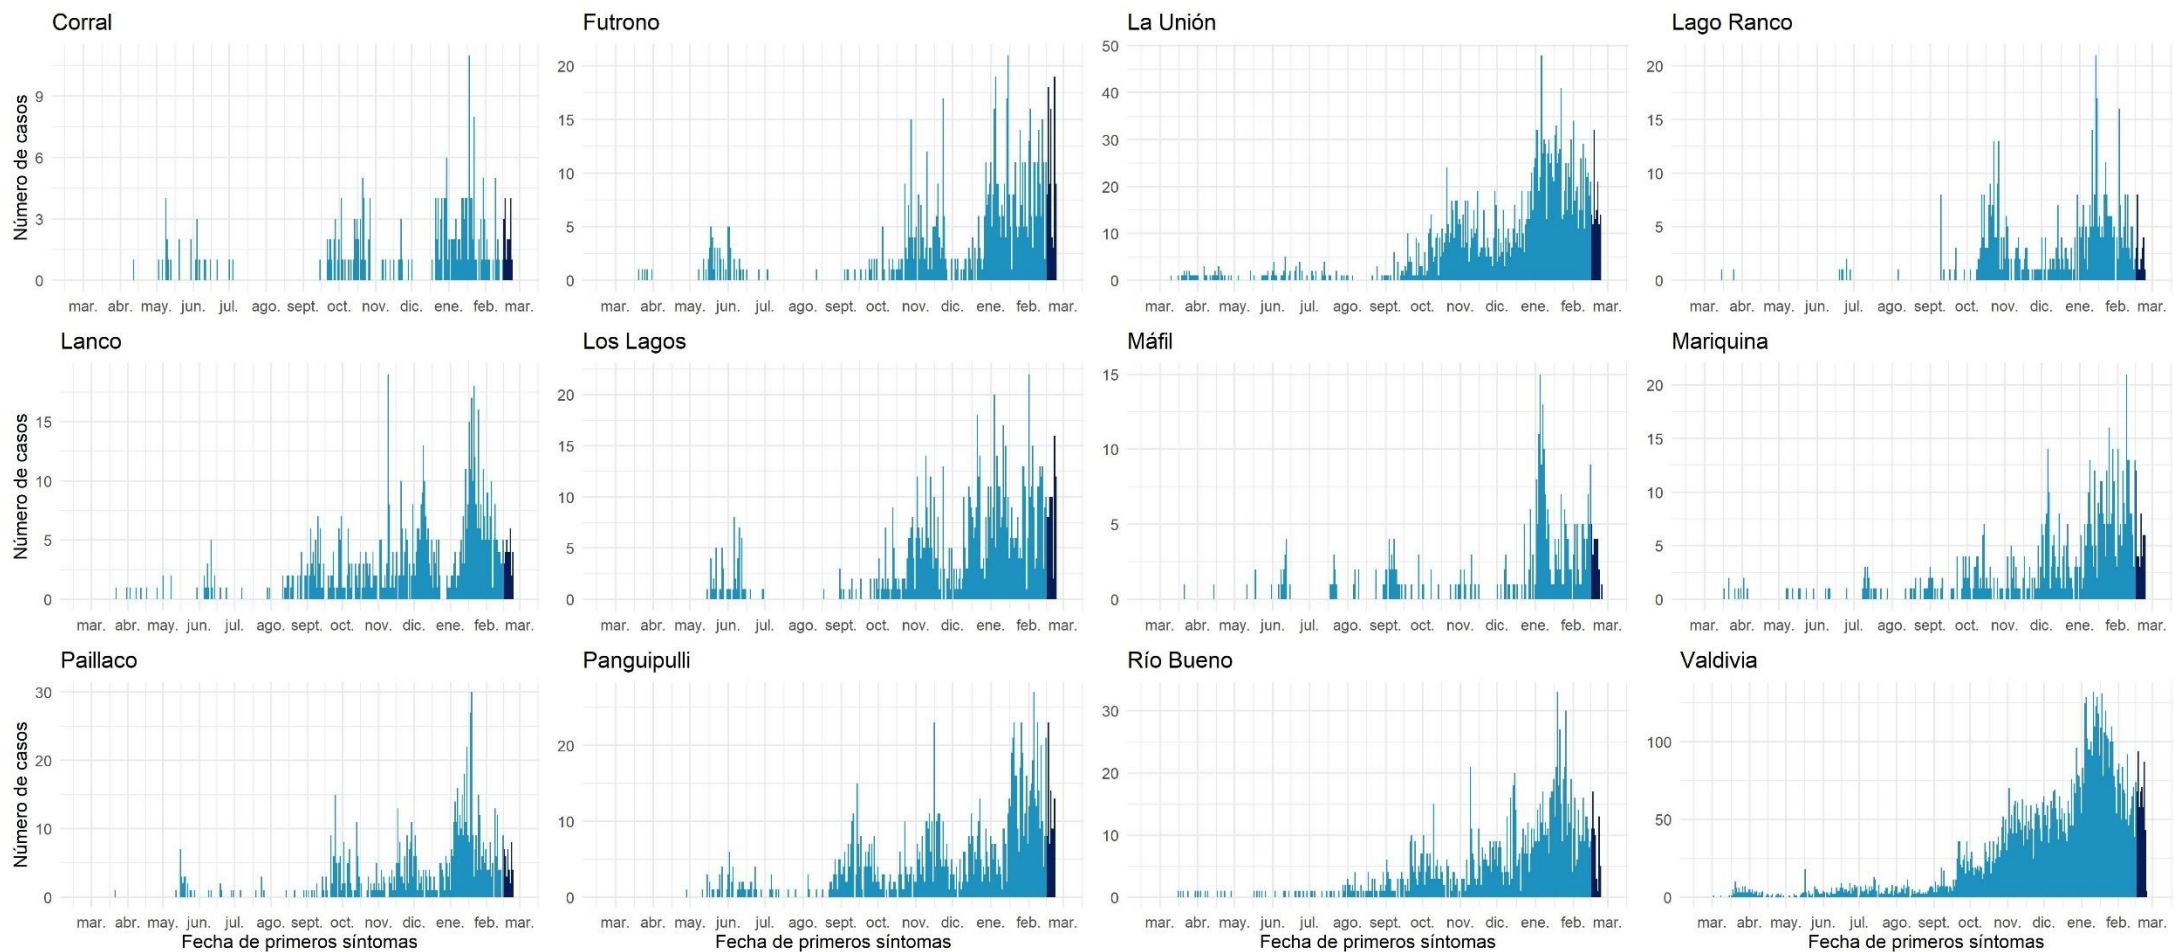 Corral
Futrono
La Unión
Lago Ranco
Número de casos
9
6
3
0
mar. abr. may. jun. jul. ago. sept. oct. nov. dic. ene. feb. mar.
20
15
10
5
0
mar. abr. may. jun. jul. ago. sept. oct. nov. dic. ene. feb. mar.
50
40
30
20
10
0
mar. abr. may. jun. jul. ago. sept. oct. nov. dic. ene. feb. mar.
20
15
10
5
0
mar. abr. may. jun. jul. ago. sept. oct. nov. dic. ene. feb. mar.
Lanco
Los Lagos
Máfil
Mariquina
Número de casos
15
10
5
0
mar. abr. may. jun. jul. ago. sept. oct. nov. dic. ene. feb. mar.
20
15
10
5
0
mar. abr. may. jun. jul. ago. sept. oct. nov. dic. ene. feb. mar.
15
10
5
0
mar. abr. may. jun. jul. ago. sept. oct. nov. dic. ene. feb. mar.
20
15
10
5
0
mar. abr. may. jun. jul. ago. sept. oct. nov. dic. ene. feb. mar.
Paillaco
Panguipulli
Río Bueno
Valdivia
Número de casos
30
20
10
0
mar. abr. may. jun. jul. ago. sept. oct. nov. dic. ene. feb. mar.
Fecha de primeros síntomas
20
10
0
mar. abr. may. jun. jul. ago. sept. oct. nov. dic. ene. feb. mar.
Fecha de primeros síntomas
30
20
10
0
mar. abr. may. jun. jul. ago. sept. oct. nov. dic. ene. feb. mar.
Fecha de primeros síntomas
100
50
0
mar. abr. may. jun. jul. ago. sept. oct. nov. dic. ene. feb. mar.
Fecha de primeros síntomas